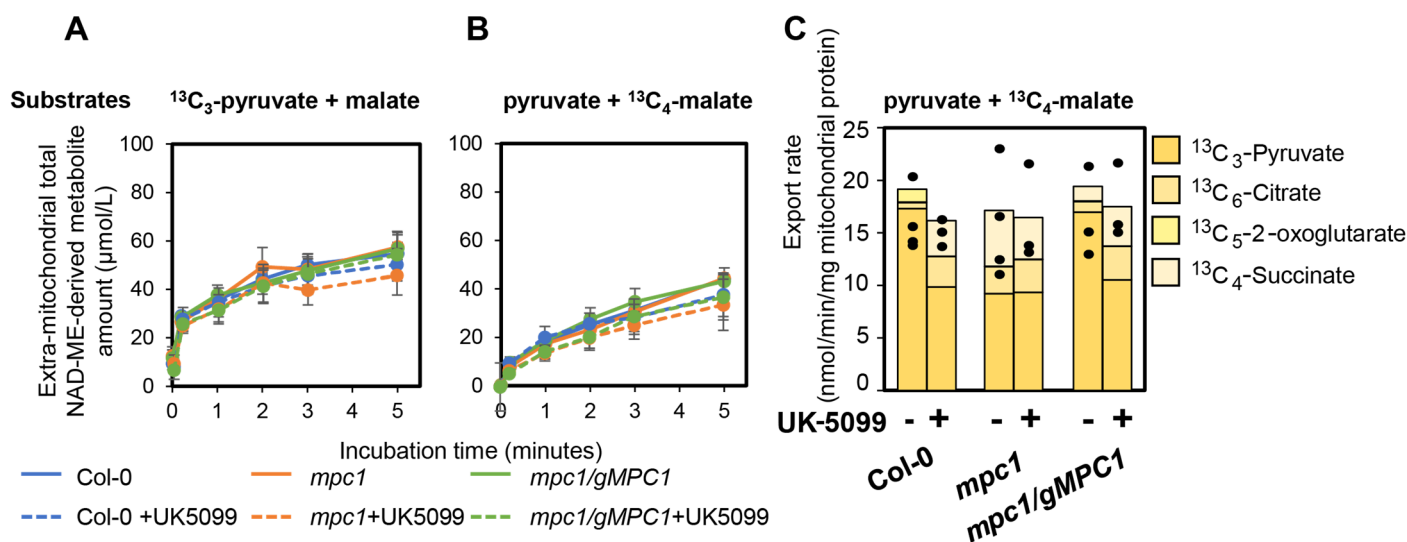 A
B
C
Substrates
¹³C₃-pyruvate + malate
pyruvate + ¹³C₄-malate
pyruvate + ¹³C₄-malate
Extra-mitochondrial total
NAD-ME-derived metabolite
amount (µmol/L)
100
80
60
40
20
0
0
1
2
3
4
5
100
80
60
40
20
0
0
1
2
3
4
5
Incubation time (minutes)
Export rate
(nmol/min/mg mitochondrial protein)
25
20
15
10
5
0
¹³C₃-Pyruvate
¹³C₆-Citrate
¹³C₅-2-oxoglutarate
¹³C₄-Succinate
UK-5099 - + - + - +
Col-0
mpc1
mpc1/gMPC1
Col-0
mpc1
mpc1/gMPC1
Col-0 +UK5099
mpc1+UK5099
mpc1/gMPC1+UK5099